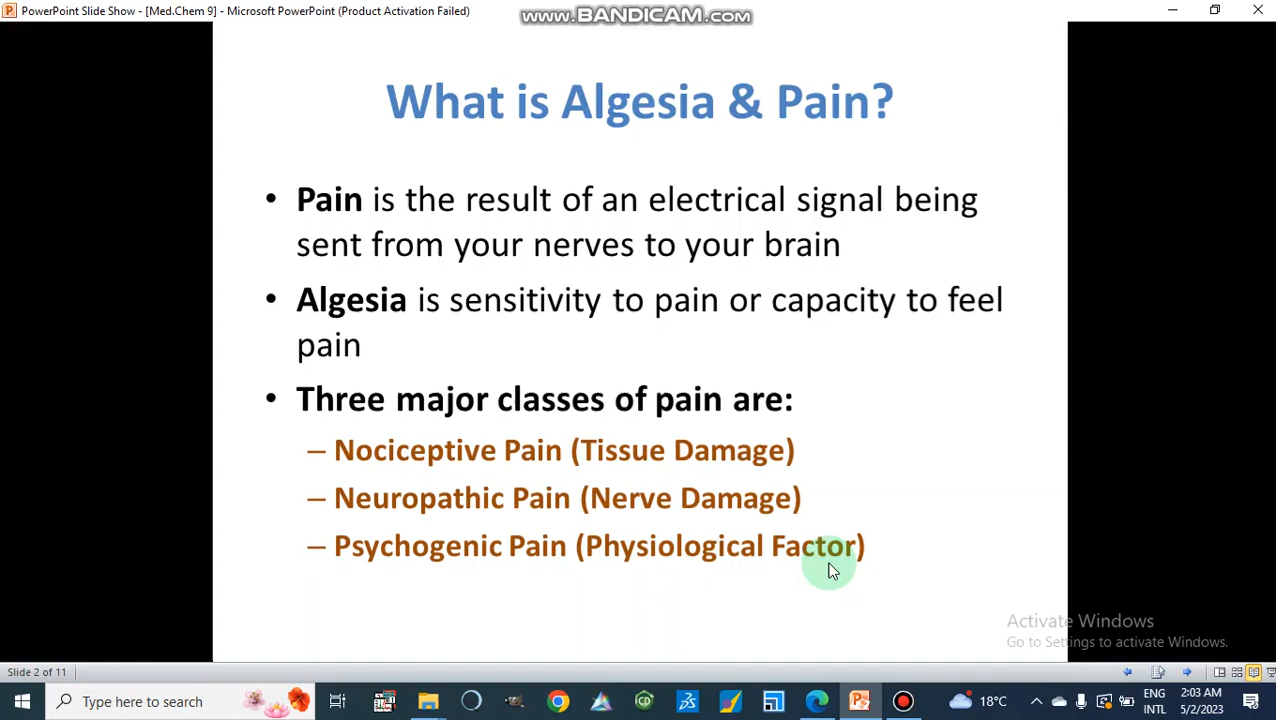 PowerPoint Slide Show - [Med.Chem 9] - Microsoft PowerPoint (Product Activation Failed)
www.BANDICAM.com
What is Algesia & Pain?
• Pain is the result of an electrical signal being
sent from your nerves to your brain
• Algesia is sensitivity to pain or capacity to feel
pain
• Three major classes of pain are:
– Nociceptive Pain (Tissue Damage)
– Neuropathic Pain (Nerve Damage)
– Psychogenic Pain (Physiological Factor)
Activate Windows
Go to Settings to activate Windows.
Slide 2 of 11
Type here to search
18°C
ENG
INTL
2:03 AM
5/2/2023